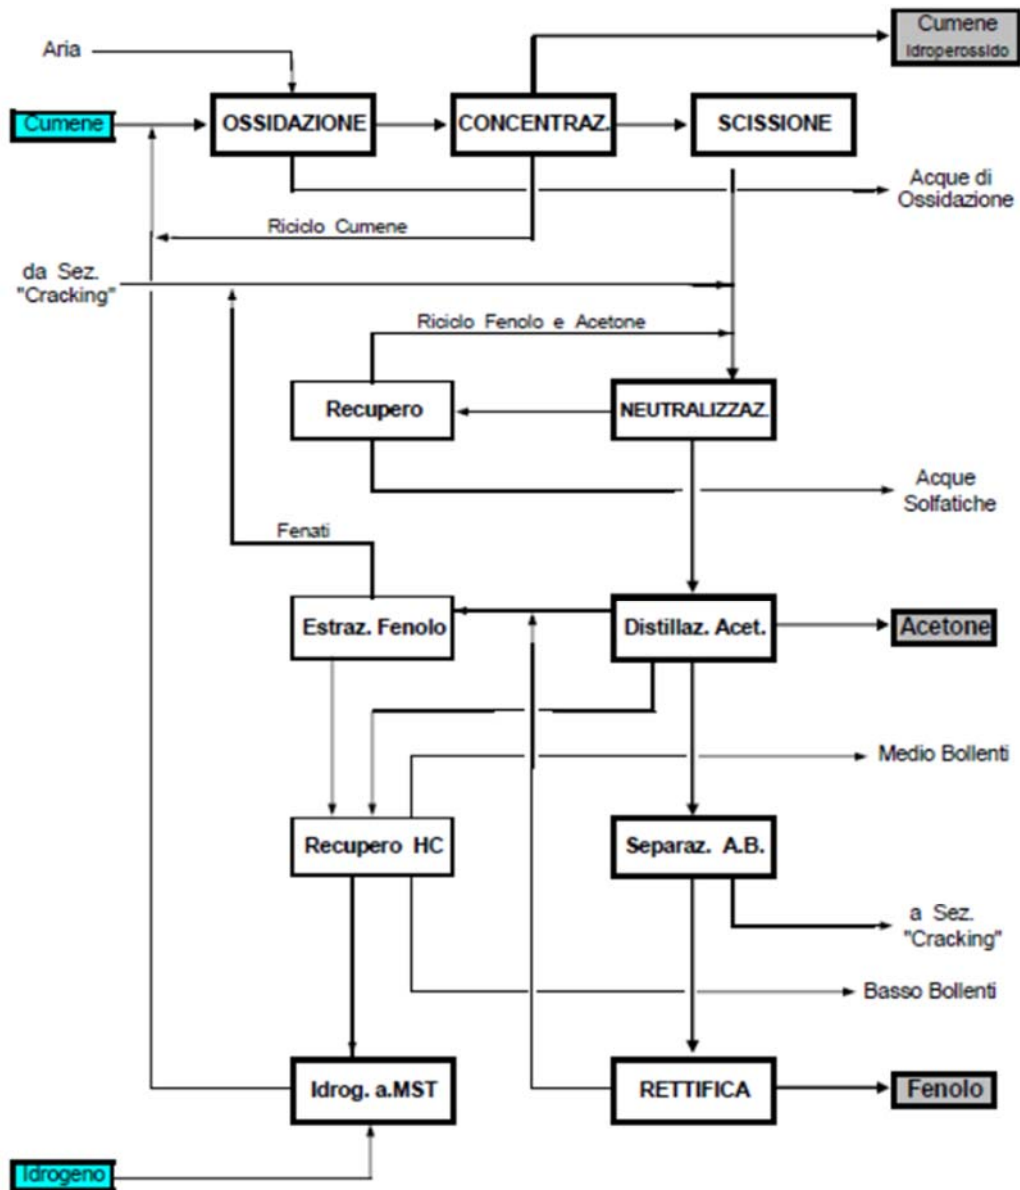 Cumene
Idroperossido
Aria
Cumene
OSSIDAZIONE
CONCENTRAZ.
SCISSIONE
Acque di
Ossidazione
Riciclo Cumene
da Sez.
"Cracking"
Riciclo Fenolo e Acetone
Recupero
NEUTRALIZZAZ.
Acque
Solfatiche
Fenati
Estraz. Fenolo
Distillaz. Acet.
Acetone
Medio Bollenti
Recupero HC
Separaz. A.B.
a Sez.
"Cracking"
Basso Bollenti
Idrog. a.MST
RETTIFICA
Fenolo
Idrogeno